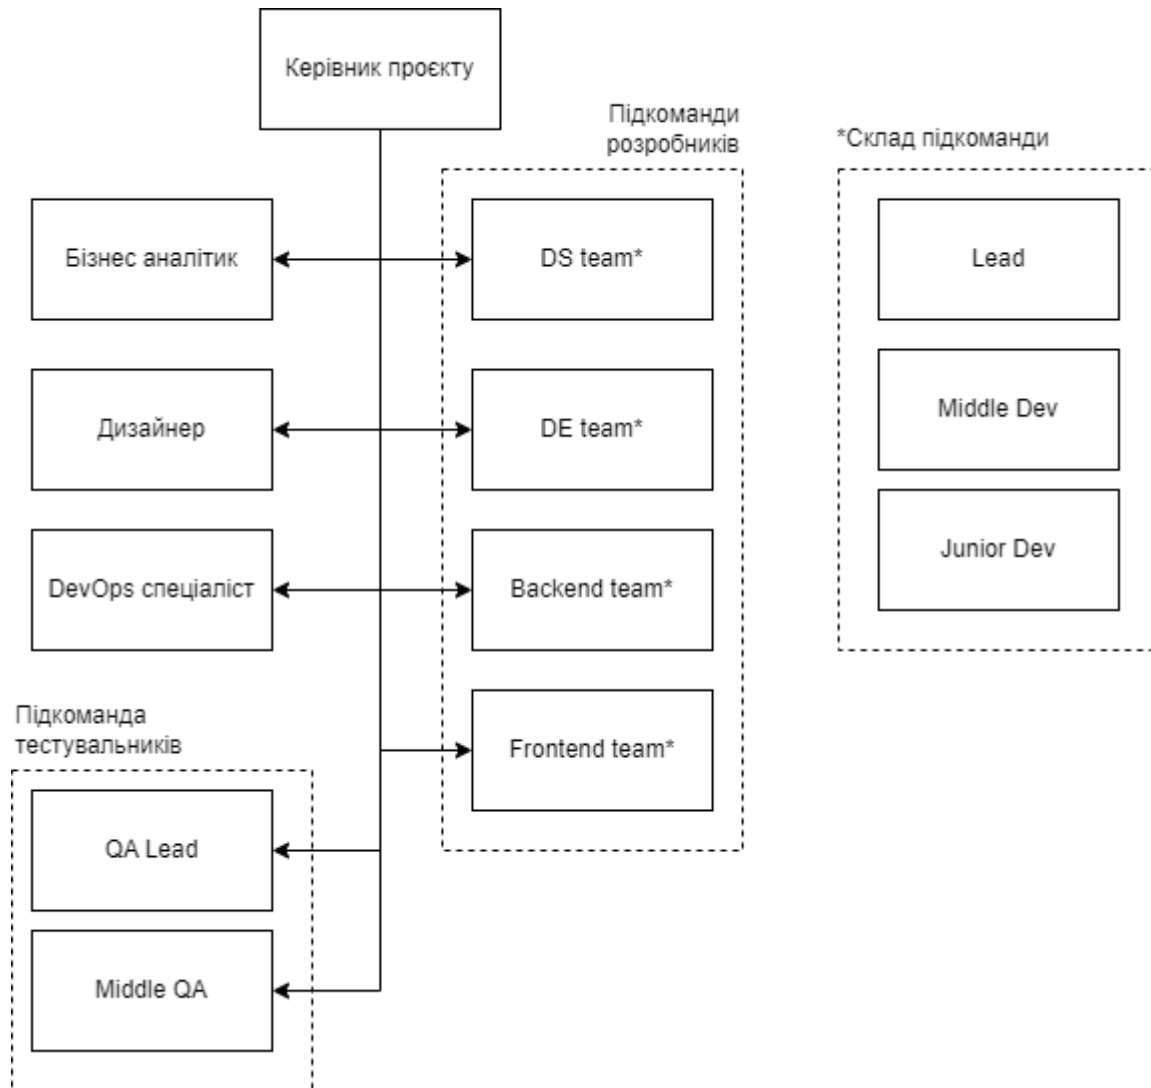 Керівник проєкту
Підкоманди
розробників
*Склад підкоманди
Бізнес аналітик
DS team*
Lead
Дизайнер
DE team*
Middle Dev
DevOps спеціаліст
Backend team*
Junior Dev
Підкоманда
тестувальників
Frontend team*
QA Lead
Middle QA